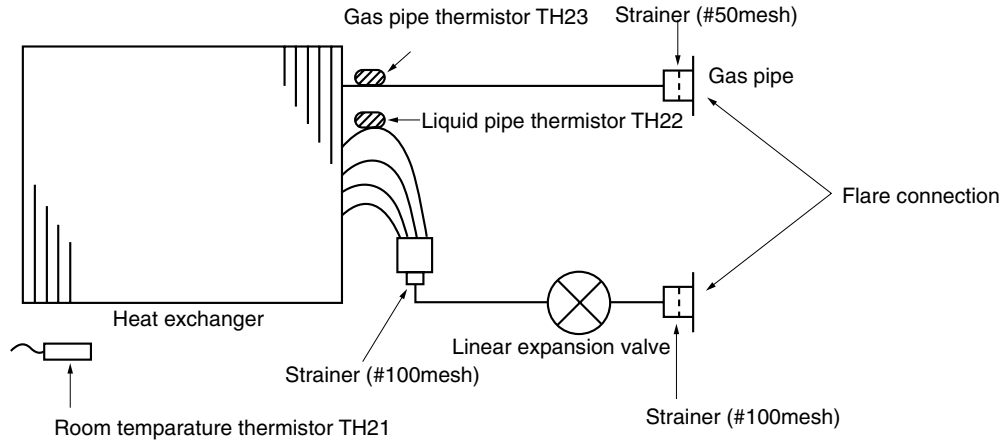 Gas pipe thermistor TH23
Strainer (#50mesh)
Gas pipe
Liquid pipe thermistor TH22
Flare connection
Heat exchanger
Linear expansion valve
Strainer (#100mesh)
Strainer (#100mesh)
Room temparature thermistor TH21